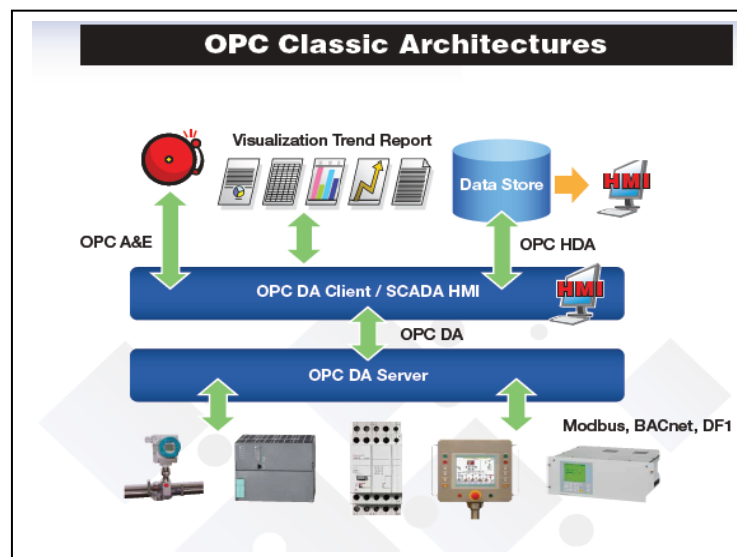 OPC Classic Architectures
Visualization Trend Report
Data Store
HMI
OPC A&E
OPC HDA
OPC DA Client / SCADA HMI
HMI
OPC DA
OPC DA Server
Modbus, BACnet, DF1